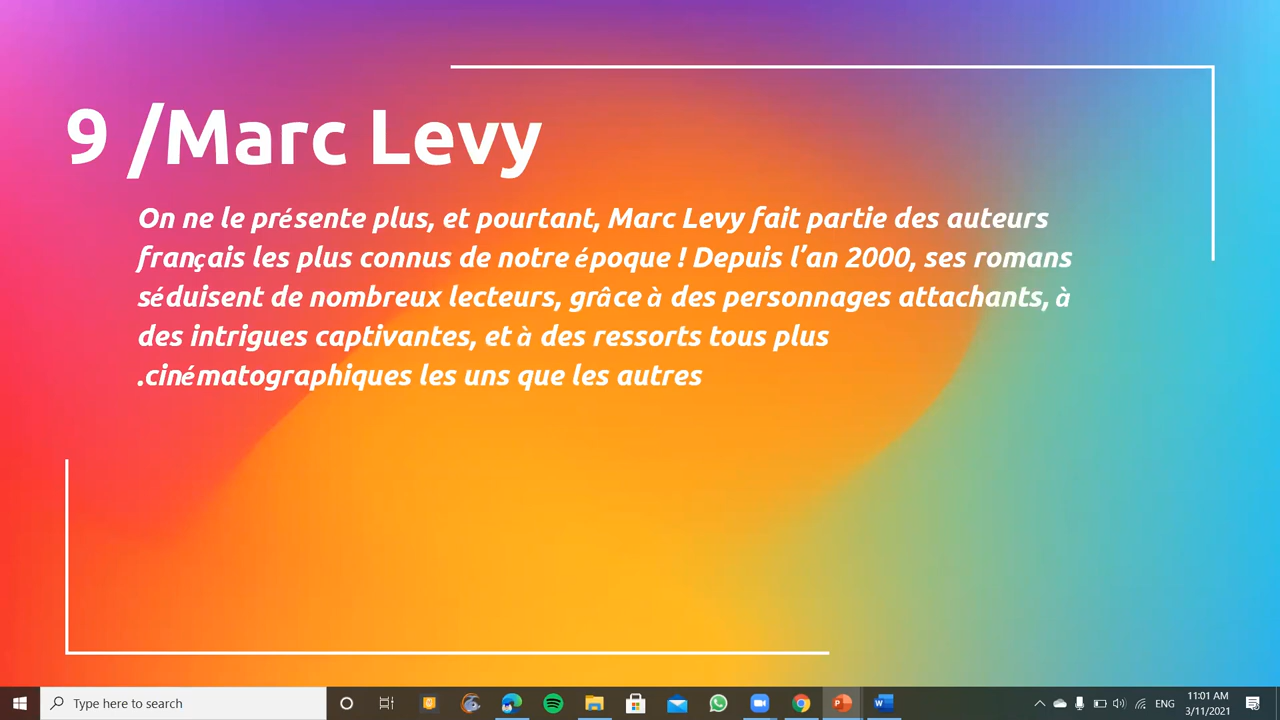 9 /Marc Levy
On ne le présente plus, et pourtant, Marc Levy fait partie des auteurs
français les plus connus de notre époque ! Depuis l’an 2000, ses romans
séduisent de nombreux lecteurs, grâce à des personnages attachants, à
des intrigues captivantes, et à des ressorts tous plus
.cinématographiques les uns que les autres
Type here to search
ENG
11:01 AM
3/11/2021